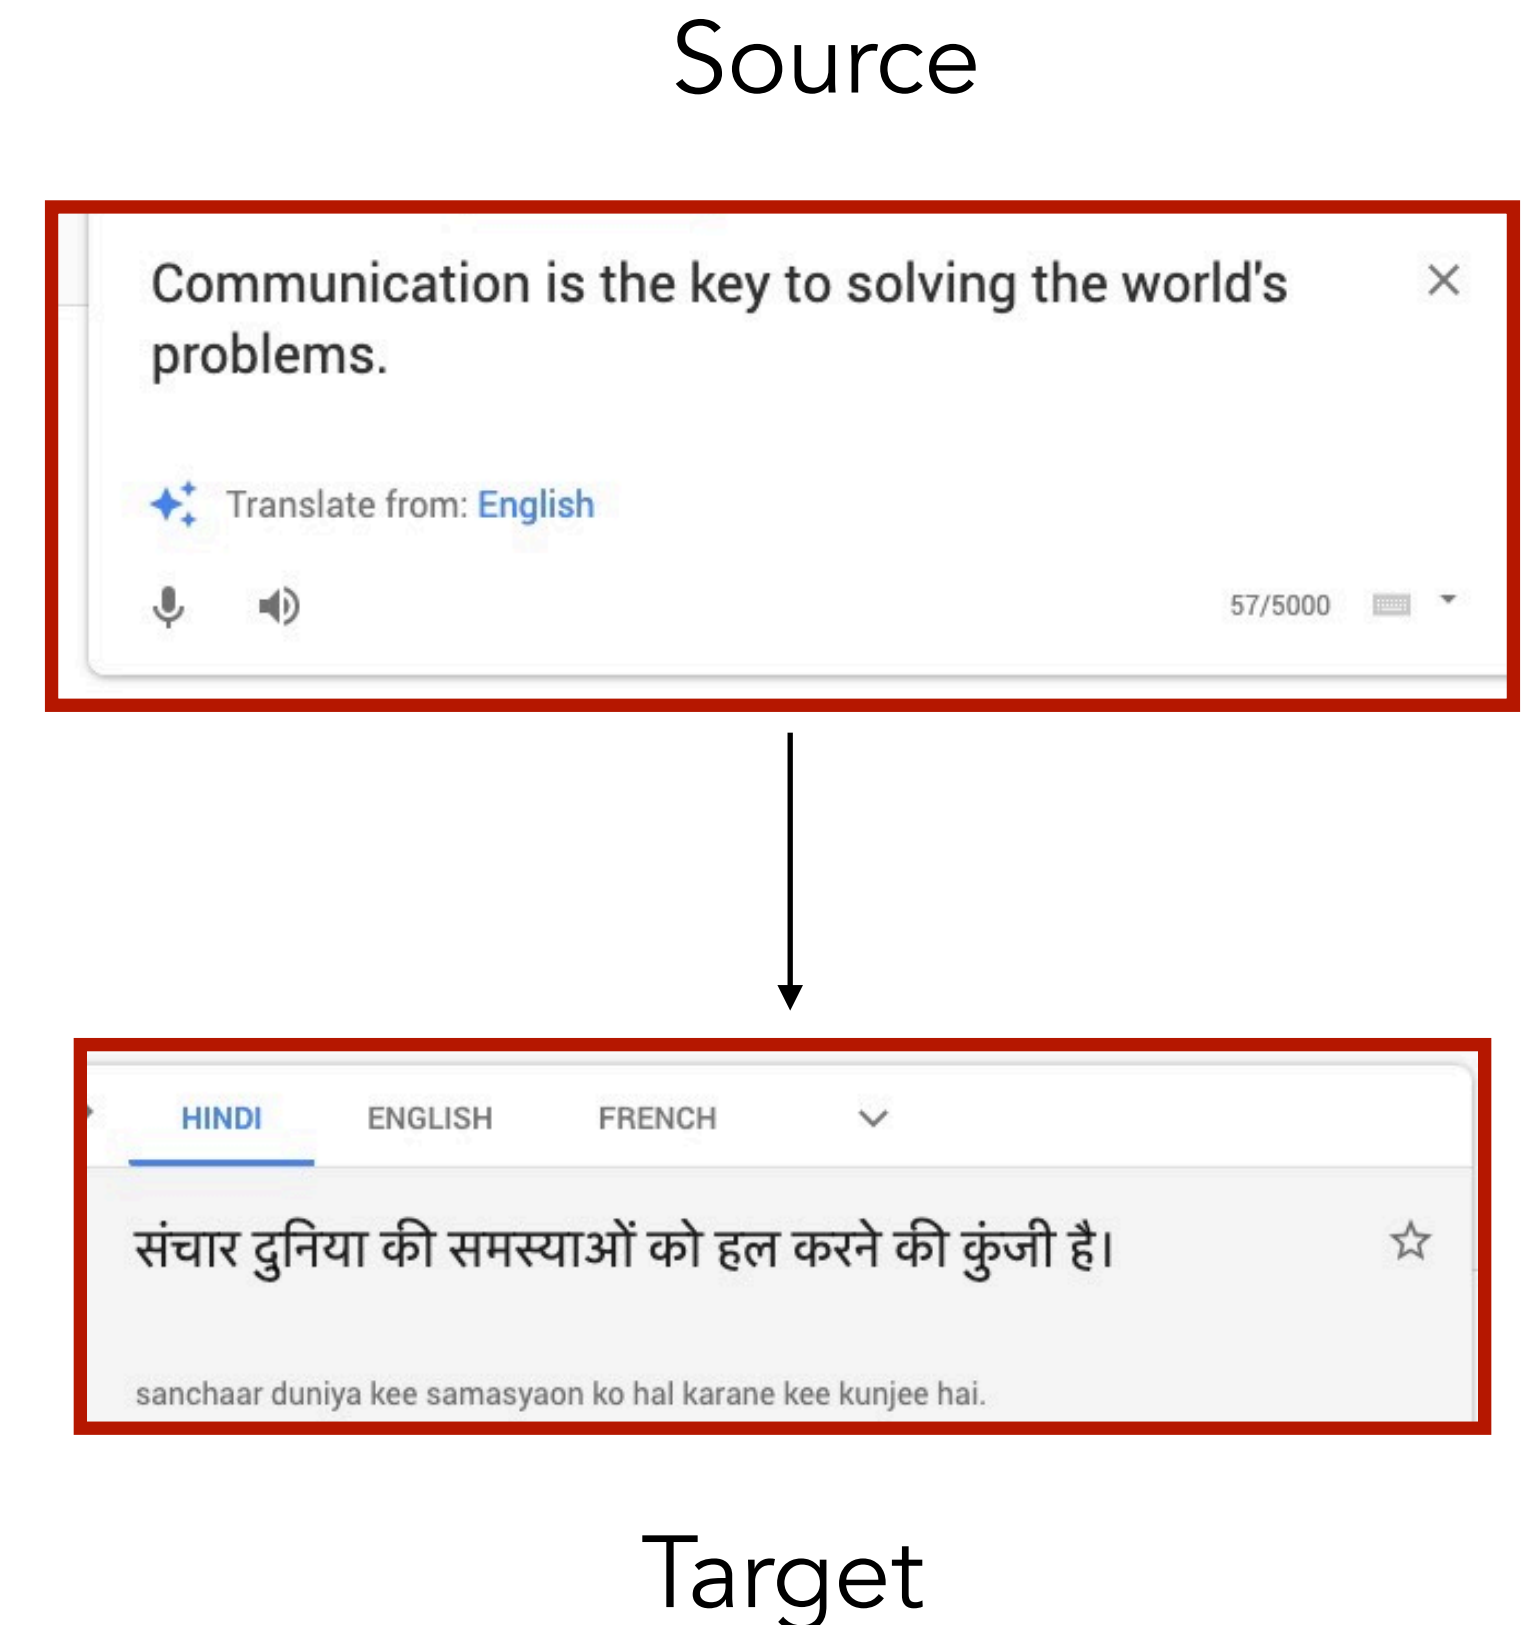 Source
Communication is the key to solving the world's
problems.
Translate from: English
57/5000
HINDI ENGLISH FRENCH
संचार दुनिया की समस्याओं को हल करने की कुंजी है।
sanchaar duniya kee samasyaon ko hal karane kee kunjee hai.
Target